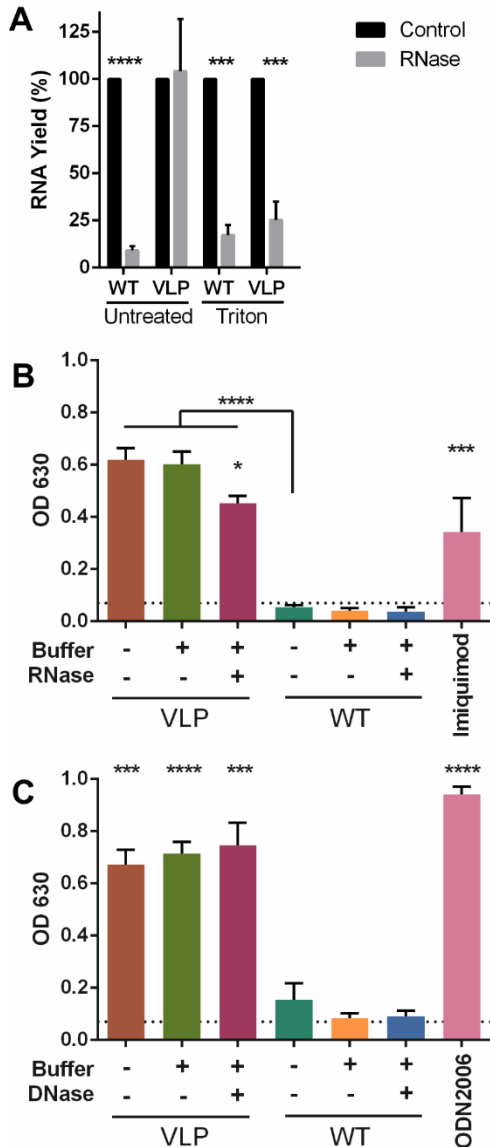 A
RNA Yield (%)
125
100
75
50
25
0
**** *** ***
Control
RNase
WT VLP WT VLP
Untreated Triton
B
OD 630
1.0
0.8
0.6
0.4
0.2
0.0
****
*
***
Buffer - + + - + +
RNase - - + - - +
VLP WT
Imiquimod
C
OD 630
1.0
0.8
0.6
0.4
0.2
0.0
*** **** *** ****
Buffer - + + - + +
DNase - - + - - +
VLP WT
ODN2006